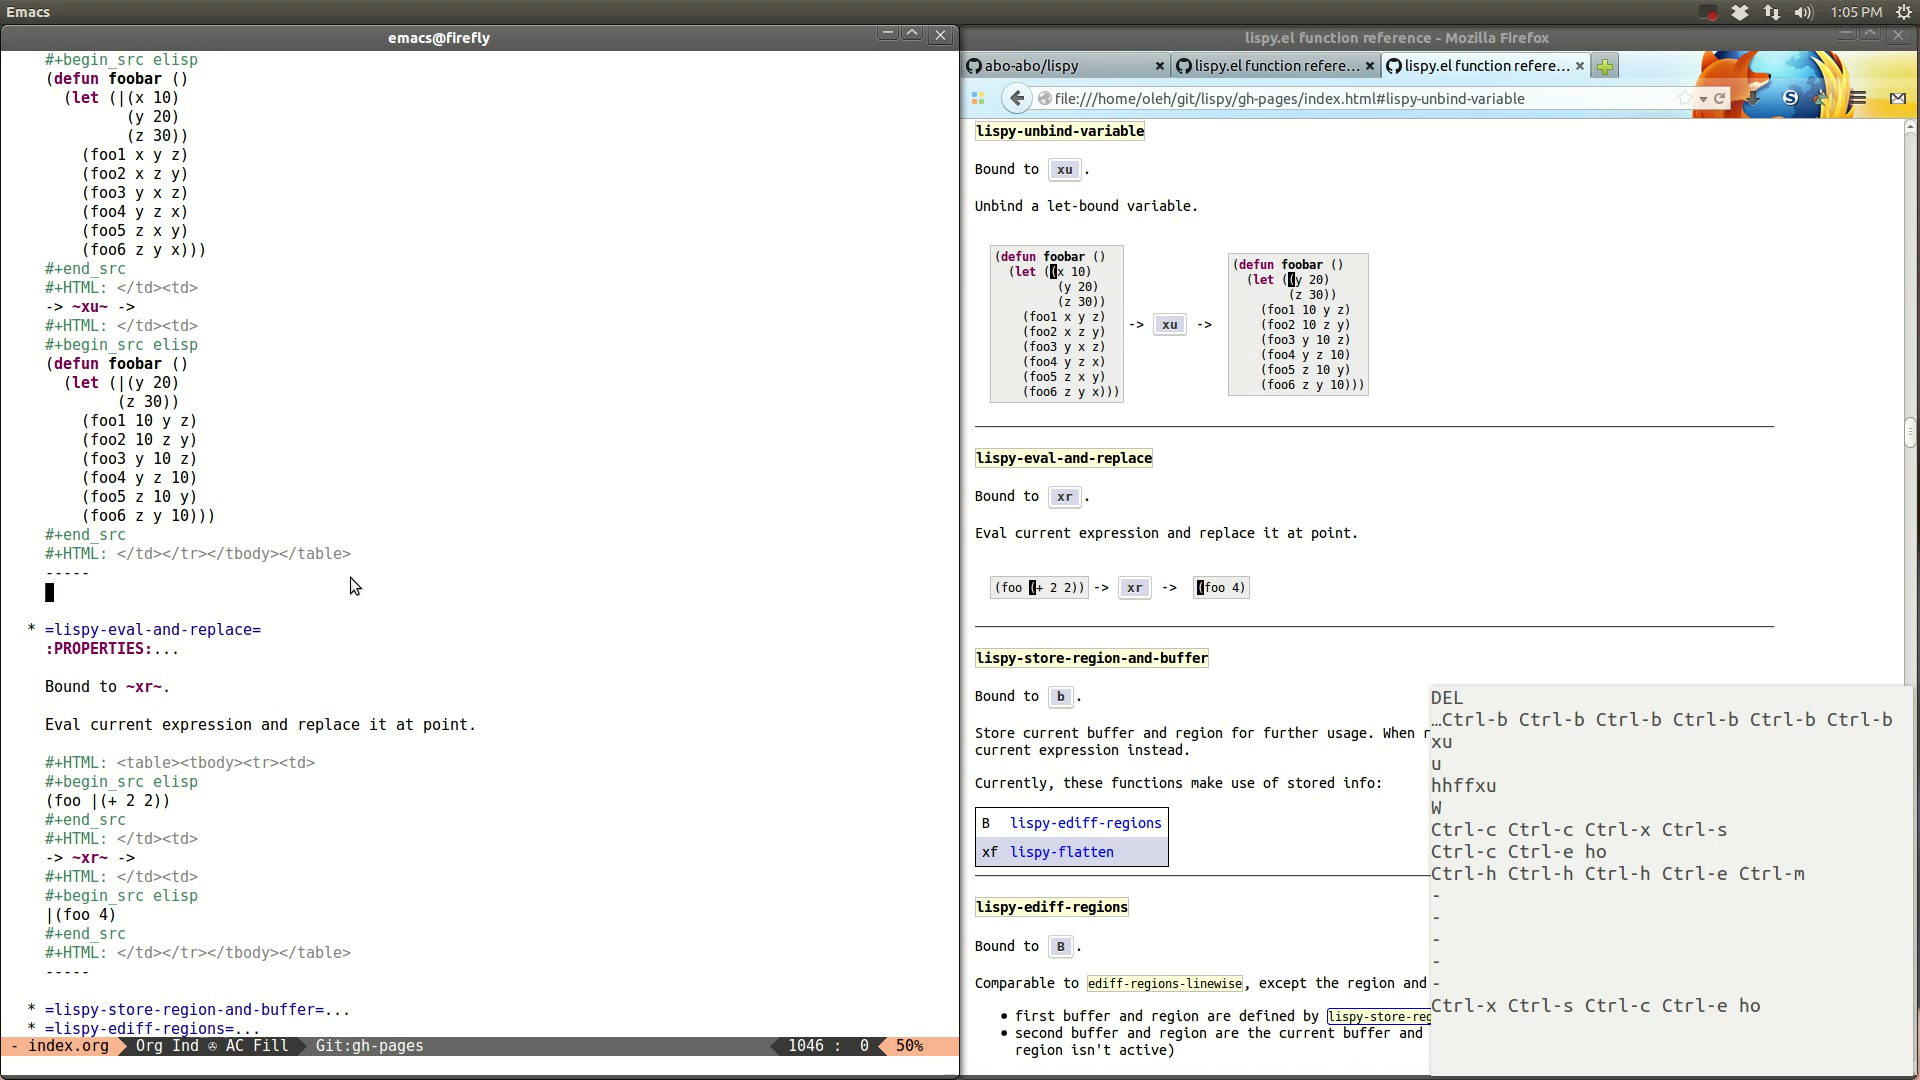 Emacs
1:05 PM
emacs@firefly
#+begin_src elisp
(defun foobar ()
(let (|(x 10)
(y 20)
(z 30))
(foo1 x y z)
(foo2 x z y)
(foo3 y x z)
(foo4 y z x)
(foo5 z x y)
(foo6 z y x)))
#+end_src
#+HTML: </td><td>
-> ~xu~ ->
#+HTML: </td><td>
#+begin_src elisp
(defun foobar ()
(let (|(y 20)
(z 30))
(foo1 10 y z)
(foo2 10 z y)
(foo3 y 10 z)
(foo4 y z 10)
(foo5 z 10 y)
(foo6 z y 10)))
#+end_src
#+HTML: </td></tr></tbody></table>
-----
* =lispy-eval-and-replace=
:PROPERTIES:...
Bound to ~xr~.
Eval current expression and replace it at point.
#+HTML: <table><tbody><tr><td>
#+begin_src elisp
(foo |(+ 2 2))
#+end_src
#+HTML: </td><td>
-> ~xr~ ->
#+HTML: </td><td>
#+begin_src elisp
|(foo 4)
#+end_src
#+HTML: </td></tr></tbody></table>
-----
* =lispy-store-region-and-buffer=...
* =lispy-ediff-regions=...
- index.org Org Ind ✇ AC Fill Git:gh-pages 1046 : 0 50%
lispy.el function reference - Mozilla Firefox
abo-abo/lispy
lispy.el function refere...
lispy.el function refere...
file:///home/oleh/git/lispy/gh-pages/index.html#lispy-unbind-variable
lispy-unbind-variable
Bound to xu .
Unbind a let-bound variable.
(defun foobar ()
(let ((x 10)
(y 20)
(z 30))
(foo1 x y z)
(foo2 x z y)
(foo3 y x z)
(foo4 y z x)
(foo5 z x y)
(foo6 z y x)))
-> xu ->
(defun foobar ()
(let ((y 20)
(z 30))
(foo1 10 y z)
(foo2 10 z y)
(foo3 y 10 z)
(foo4 y z 10)
(foo5 z 10 y)
(foo6 z y 10)))
lispy-eval-and-replace
Bound to xr .
Eval current expression and replace it at point.
(foo (+ 2 2)) -> xr -> (foo 4)
lispy-store-region-and-buffer
Bound to b .
Store current buffer and region for further usage. When r
current expression instead.
Currently, these functions make use of stored info:
B lispy-ediff-regions
xf lispy-flatten
lispy-ediff-regions
Bound to B .
Comparable to ediff-regions-linewise, except the region and
• first buffer and region are defined by lispy-store-reg
• second buffer and region are the current buffer and
region isn't active)
DEL
…Ctrl-b Ctrl-b Ctrl-b Ctrl-b Ctrl-b Ctrl-b
xu
u
hhffxu
W
Ctrl-c Ctrl-c Ctrl-x Ctrl-s
Ctrl-c Ctrl-e ho
Ctrl-h Ctrl-h Ctrl-h Ctrl-e Ctrl-m
-
-
-
-
-
Ctrl-x Ctrl-s Ctrl-c Ctrl-e ho